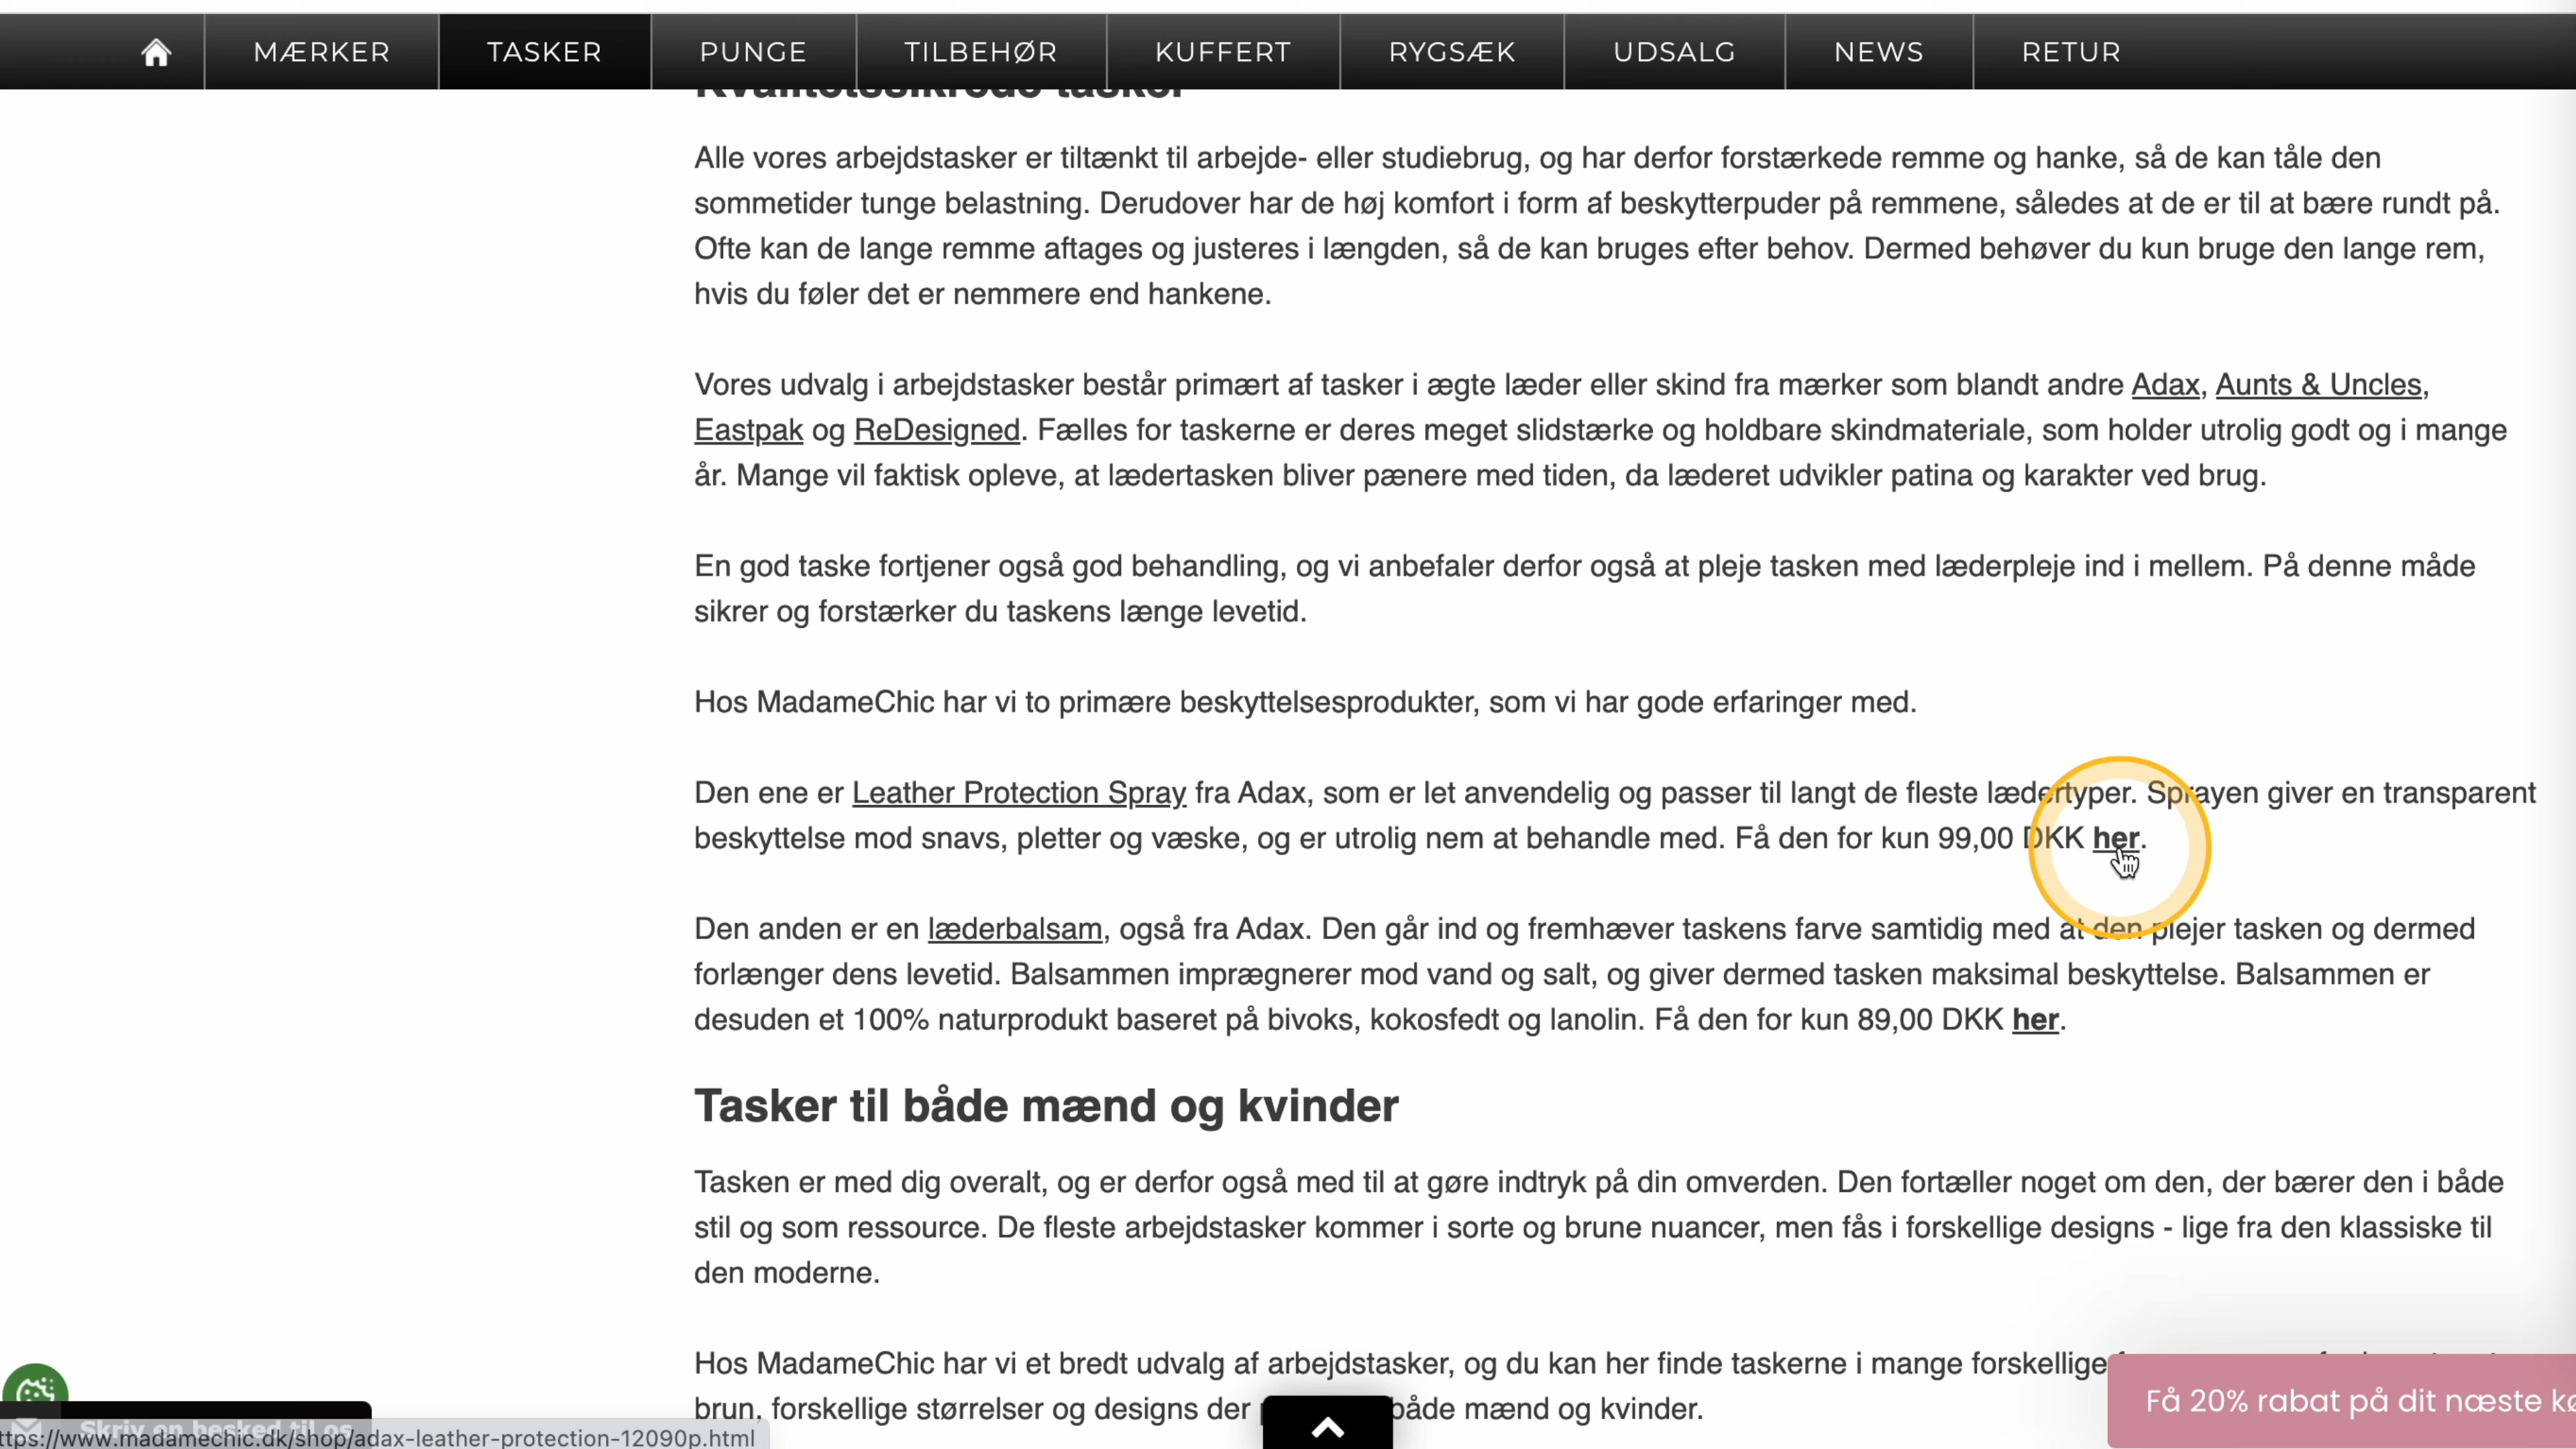 MÆRKER TASKER PUNGE TILBEHØR KUFFERT RYGSÆK UDSALG NEWS RETUR
Kvalitetssikrede tasker
Alle vores arbejdstasker er tiltænkt til arbejde- eller studiebrug, og har derfor forstærkede remme og hanke, så de kan tåle den
sommetider tunge belastning. Derudover har de høj komfort i form af beskytterpuder på remmene, således at de er til at bære rundt på.
Ofte kan de lange remme aftages og justeres i længden, så de kan bruges efter behov. Dermed behøver du kun bruge den lange rem,
hvis du føler det er nemmere end hankene.
Vores udvalg i arbejdstasker består primært af tasker i ægte læder eller skind fra mærker som blandt andre Adax, Aunts & Uncles,
Eastpak og ReDesigned. Fælles for taskerne er deres meget slidstærke og holdbare skindmateriale, som holder utrolig godt og i mange
år. Mange vil faktisk opleve, at lædertasken bliver pænere med tiden, da læderet udvikler patina og karakter ved brug.
En god taske fortjener også god behandling, og vi anbefaler derfor også at pleje tasken med læderpleje ind i mellem. På denne måde
sikrer og forstærker du taskens længe levetid.
Hos MadameChic har vi to primære beskyttelsesprodukter, som vi har gode erfaringer med.
Den ene er Leather Protection Spray fra Adax, som er let anvendelig og passer til langt de fleste lædertyper. Sprayen giver en transparent
beskyttelse mod snavs, pletter og væske, og er utrolig nem at behandle med. Få den for kun 99,00 DKK her.
Den anden er en læderbalsam, også fra Adax. Den går ind og fremhæver taskens farve samtidig med at den plejer tasken og dermed
forlænger dens levetid. Balsammen imprægnerer mod vand og salt, og giver dermed tasken maksimal beskyttelse. Balsammen er
desuden et 100% naturprodukt baseret på bivoks, kokosfedt og lanolin. Få den for kun 89,00 DKK her.
Tasker til både mænd og kvinder
Tasken er med dig overalt, og er derfor også med til at gøre indtryk på din omverden. Den fortæller noget om den, der bærer den i både
stil og som ressource. De fleste arbejdstasker kommer i sorte og brune nuancer, men fås i forskellige designs - lige fra den klassiske til
den moderne.
Hos MadameChic har vi et bredt udvalg af arbejdstasker, og du kan her finde taskerne i mange forskellige
brun, forskellige størrelser og designs der både mænd og kvinder.
Få 20% rabat på dit næste kø
Skriv en besked til os
ttps://www.madamechic.dk/shop/adax-leather-protection-12090p.html